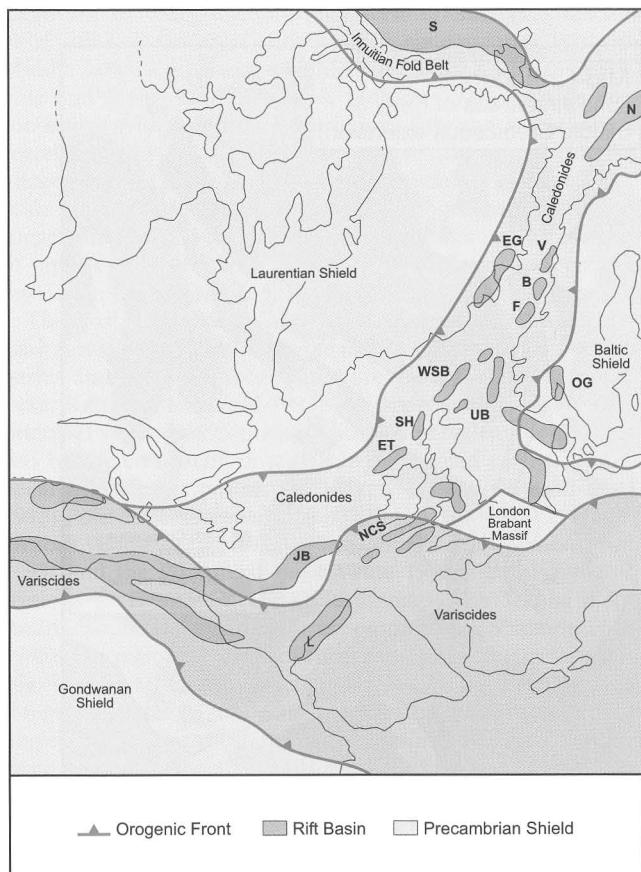 S
Innuitian Fold Belt
N
Caledonides
EG
V
Laurentian Shield
B
F
Baltic
Shield
WSB
OG
SH
UB
ET
Caledonides
London
Brabant
Massif
NCS
JB
Variscides
Variscides
L
Gondwanan
Shield
Orogenic Front
Rift Basin
Precambrian Shield